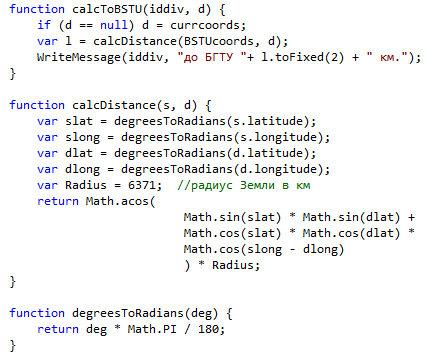 function calcToBSTU(iddiv, d) {
    if (d == null) d = currcoords;
    var l = calcDistance(BSTUcoords, d);
    WriteMessage(iddiv, "до БГТУ "+ l.toFixed(2) + " км.");
}

function calcDistance(s, d) {
    var slat = degreesToRadians(s.latitude);
    var slong = degreesToRadians(s.longitude);
    var dlat = degreesToRadians(d.latitude);
    var dlong = degreesToRadians(d.longitude);
    var Radius = 6371;  //радиус Земли в км
    return Math.acos(
                        Math.sin(slat) * Math.sin(dlat) +
                        Math.cos(slat) * Math.cos(dlat) *
                        Math.cos(slong - dlong)
                        ) * Radius;
}

function degreesToRadians(deg) {
    return deg * Math.PI / 180;
}